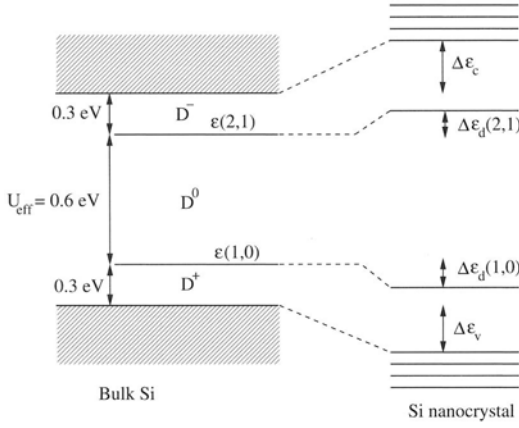 Δε_c
0.3 eV
D⁻
ε(2,1)
Δε_d(2,1)
U_eff = 0.6 eV
D⁰
ε(1,0)
Δε_d(1,0)
0.3 eV
D⁺
Δε_v
Bulk Si
Si nanocrystal